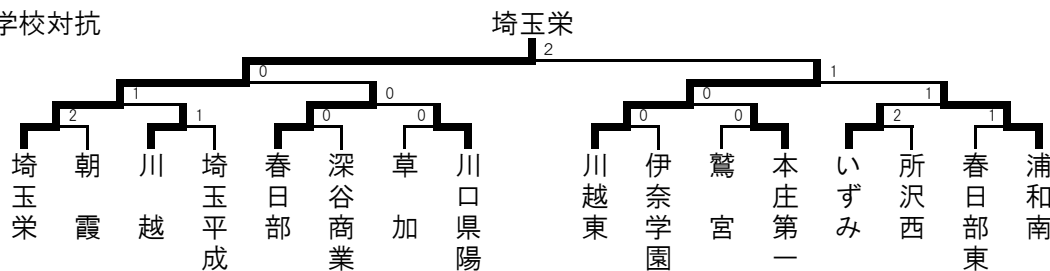 学校対抗
埼玉栄
2
0
1
1
0
0
1
2
1
0
0
0
0
2
1
埼玉栄
朝霞
川越
埼玉平成
春日部
深谷商業
草加
川口県陽
川越東
伊奈学園
鷲宮
本庄第一
いずみ
所沢西
春日部東
浦和南